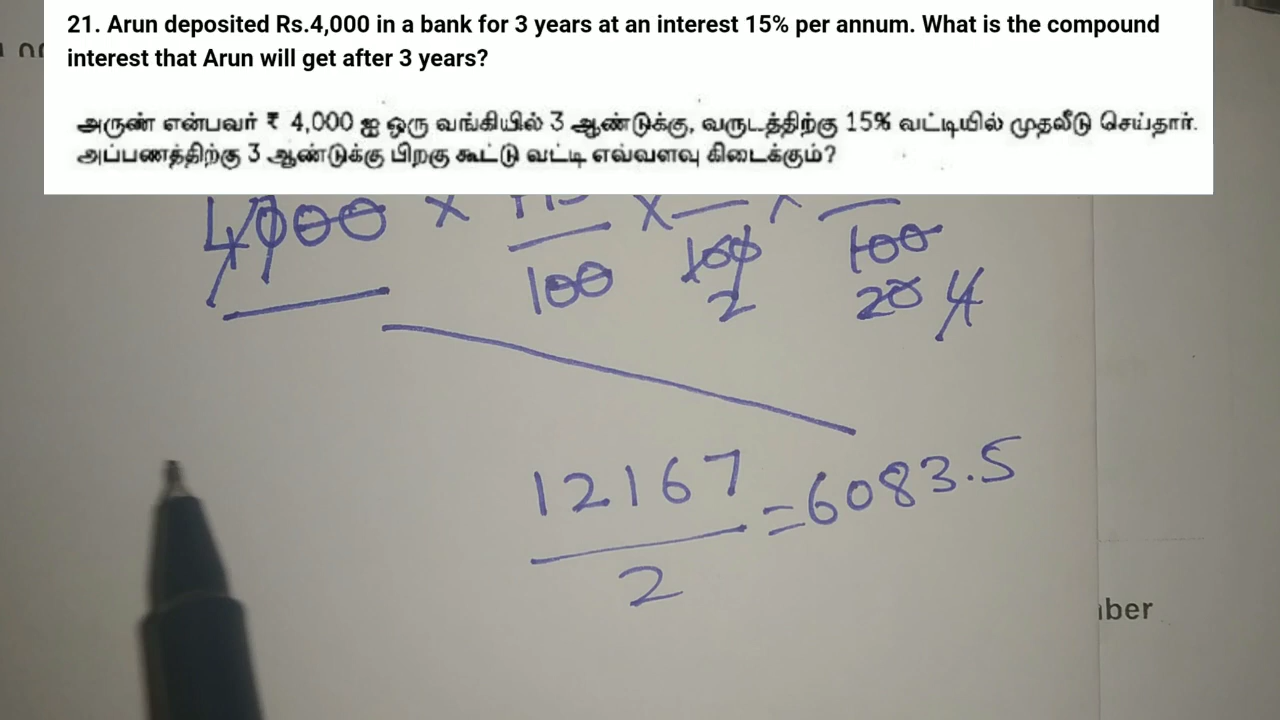 21. Arun deposited Rs.4,000 in a bank for 3 years at an interest 15% per annum. What is the compound
interest that Arun will get after 3 years?
அருண் என்பவர் ₹ 4,000 ஐ ஒரு வங்கியில் 3 ஆண்டுக்கு, வருடத்திற்கு 15% வட்டியில் முதலீடு செய்தார்.
அப்பணத்திற்கு 3 ஆண்டுக்கு பிறகு கூட்டு வட்டி எவ்வளவு கிடைக்கும்?
4000 × × ×
100 100 100
2 20 4
12167 = 6083.5
2